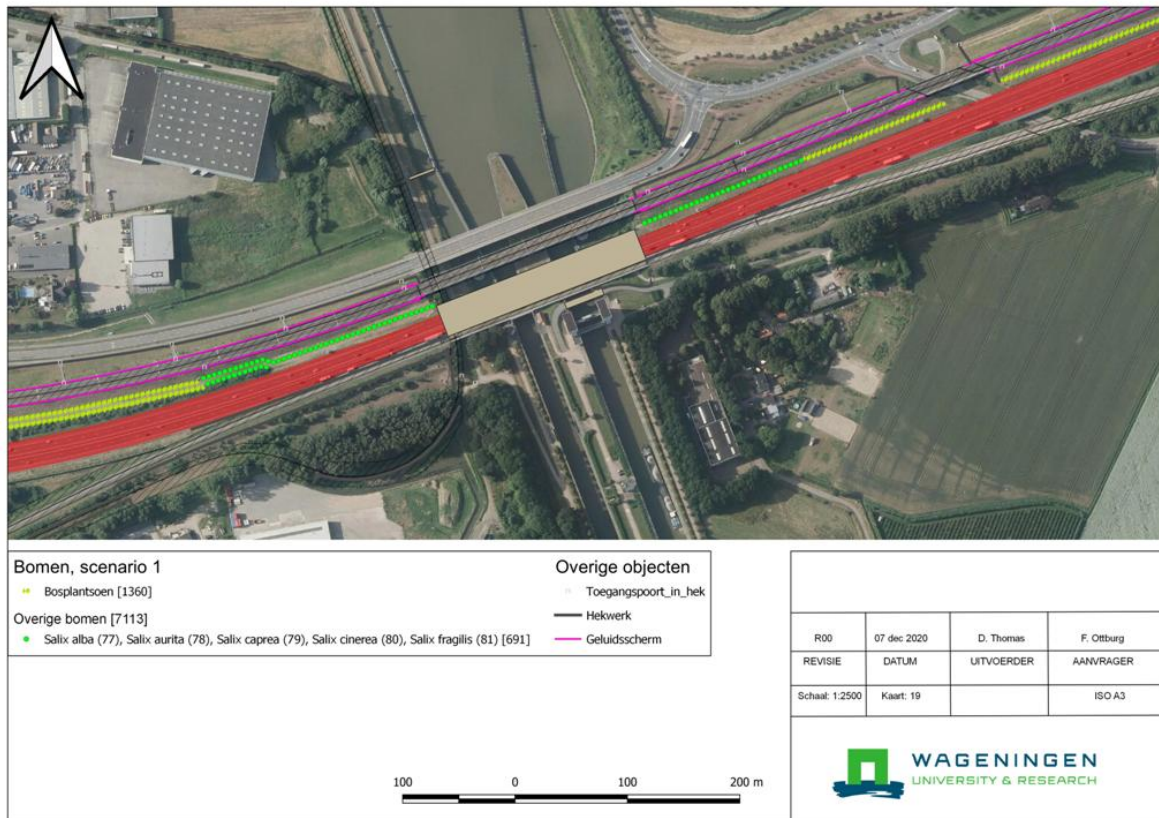 Bomen, scenario 1
Bosplantsoen [1360]
Overige bomen [7113]
Salix alba (77), Salix aurita (78), Salix caprea (79), Salix cinerea (80), Salix fragilis (81) [691]
Overige objecten
Toegangspoort_in_hek
Hekwerk
Geluidsscherm
100 0 100 200 m
R00 07 dec 2020 D. Thomas F. Ottburg
REVISIE DATUM UITVOERDER AANVRAGER
Schaal: 1:2500 Kaart: 19 ISO A3
WAGENINGEN
UNIVERSITY & RESEARCH